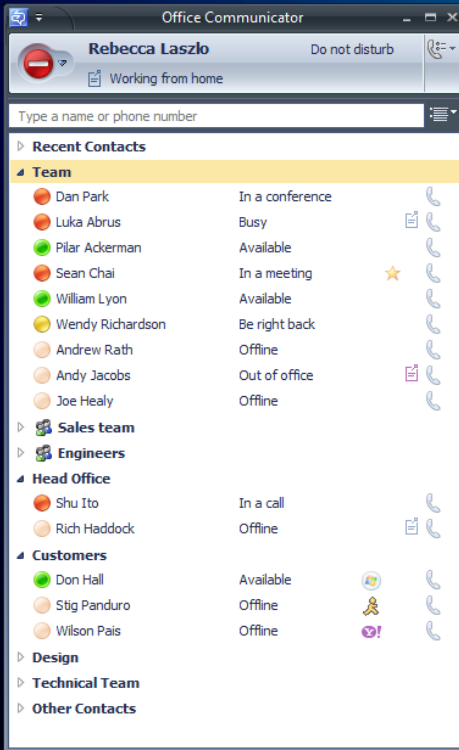 Office Communicator
Rebecca Laszlo Do not disturb
Working from home
Type a name or phone number
Recent Contacts
Team
Dan Park In a conference
Luka Abrus Busy
Pilar Ackerman Available
Sean Chai In a meeting
William Lyon Available
Wendy Richardson Be right back
Andrew Rath Offline
Andy Jacobs Out of office
Joe Healy Offline
Sales team
Engineers
Head Office
Shu Ito In a call
Rich Haddock Offline
Customers
Don Hall Available
Stig Panduro Offline
Wilson Pais Offline Y!
Design
Technical Team
Other Contacts